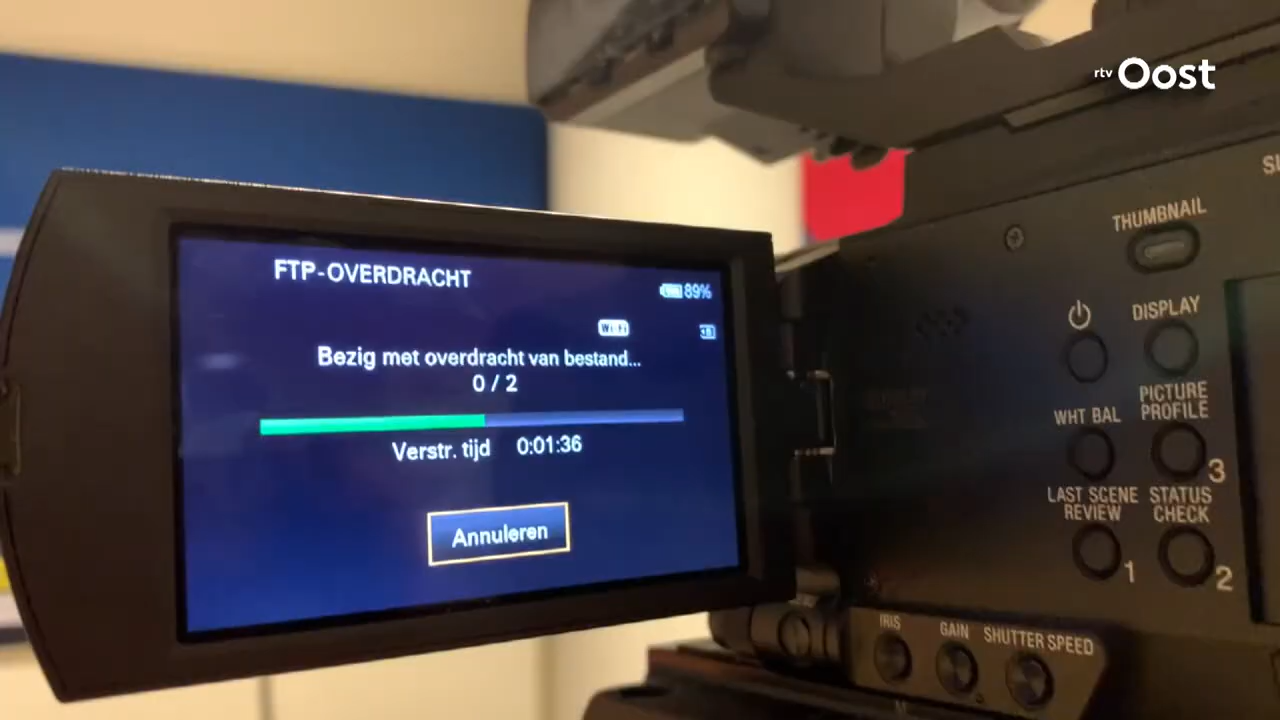 rtv Oost
FTP-OVERDRACHT
89%
Wi-Fi
Bezig met overdracht van bestand...
0 / 2
Verstr. tijd 0:01:36
Annuleren
THUMBNAIL
DISPLAY
PICTURE
PROFILE
WHT BAL
3
LAST SCENE
REVIEW
STATUS
CHECK
1
2
IRIS
GAIN
SHUTTER SPEED